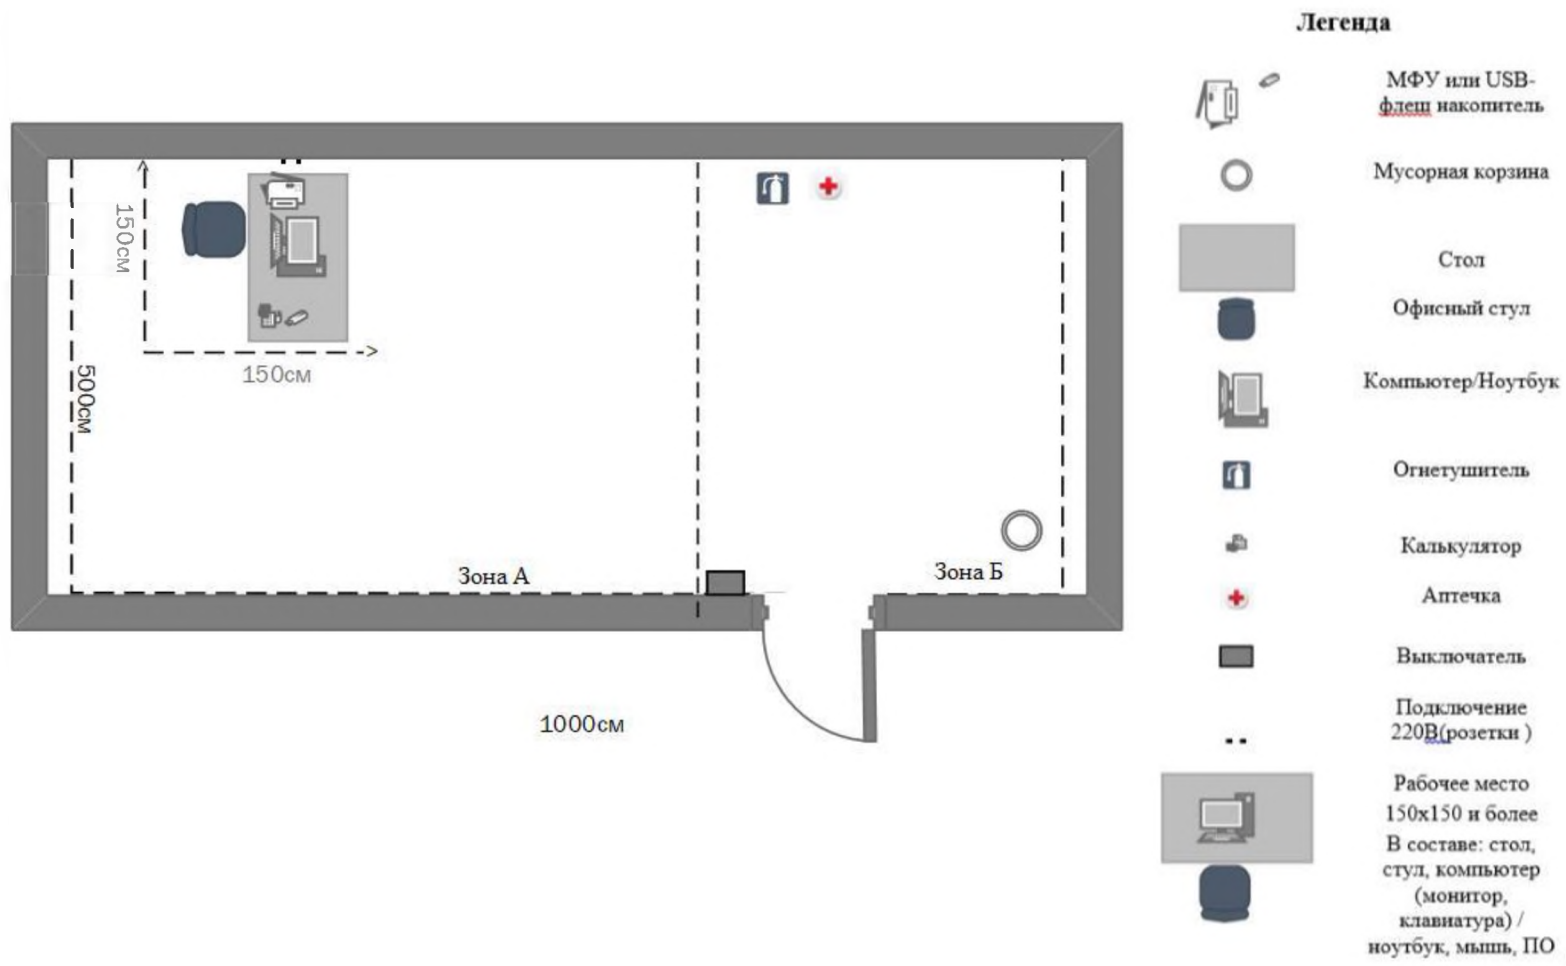 Легенда
МФУ или USB-
флеш накопитель
Мусорная корзина
Стол
Офисный стул
Компьютер/Ноутбук
Огнетушитель
Калькулятор
Аптечка
Выключатель
Подключение
220В(розетки )
Рабочее место
150х150 и более
В составе: стол,
стул, компьютер
(монитор,
клавиатура) /
ноутбук, мышь, ПО
150см
150см
500см
Зона А
Зона Б
1000см